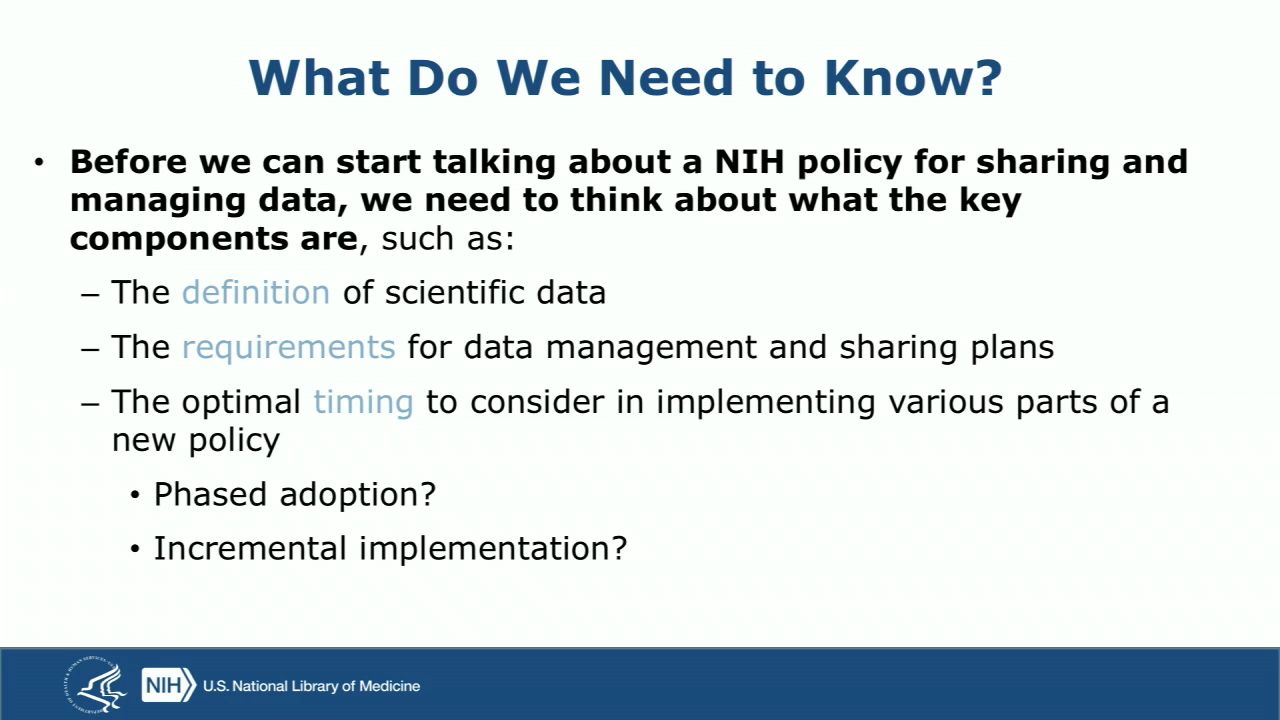 What Do We Need to Know?
• Before we can start talking about a NIH policy for sharing and
managing data, we need to think about what the key
components are, such as:
– The definition of scientific data
– The requirements for data management and sharing plans
– The optimal timing to consider in implementing various parts of a
new policy
• Phased adoption?
• Incremental implementation?
NIH U.S. National Library of Medicine